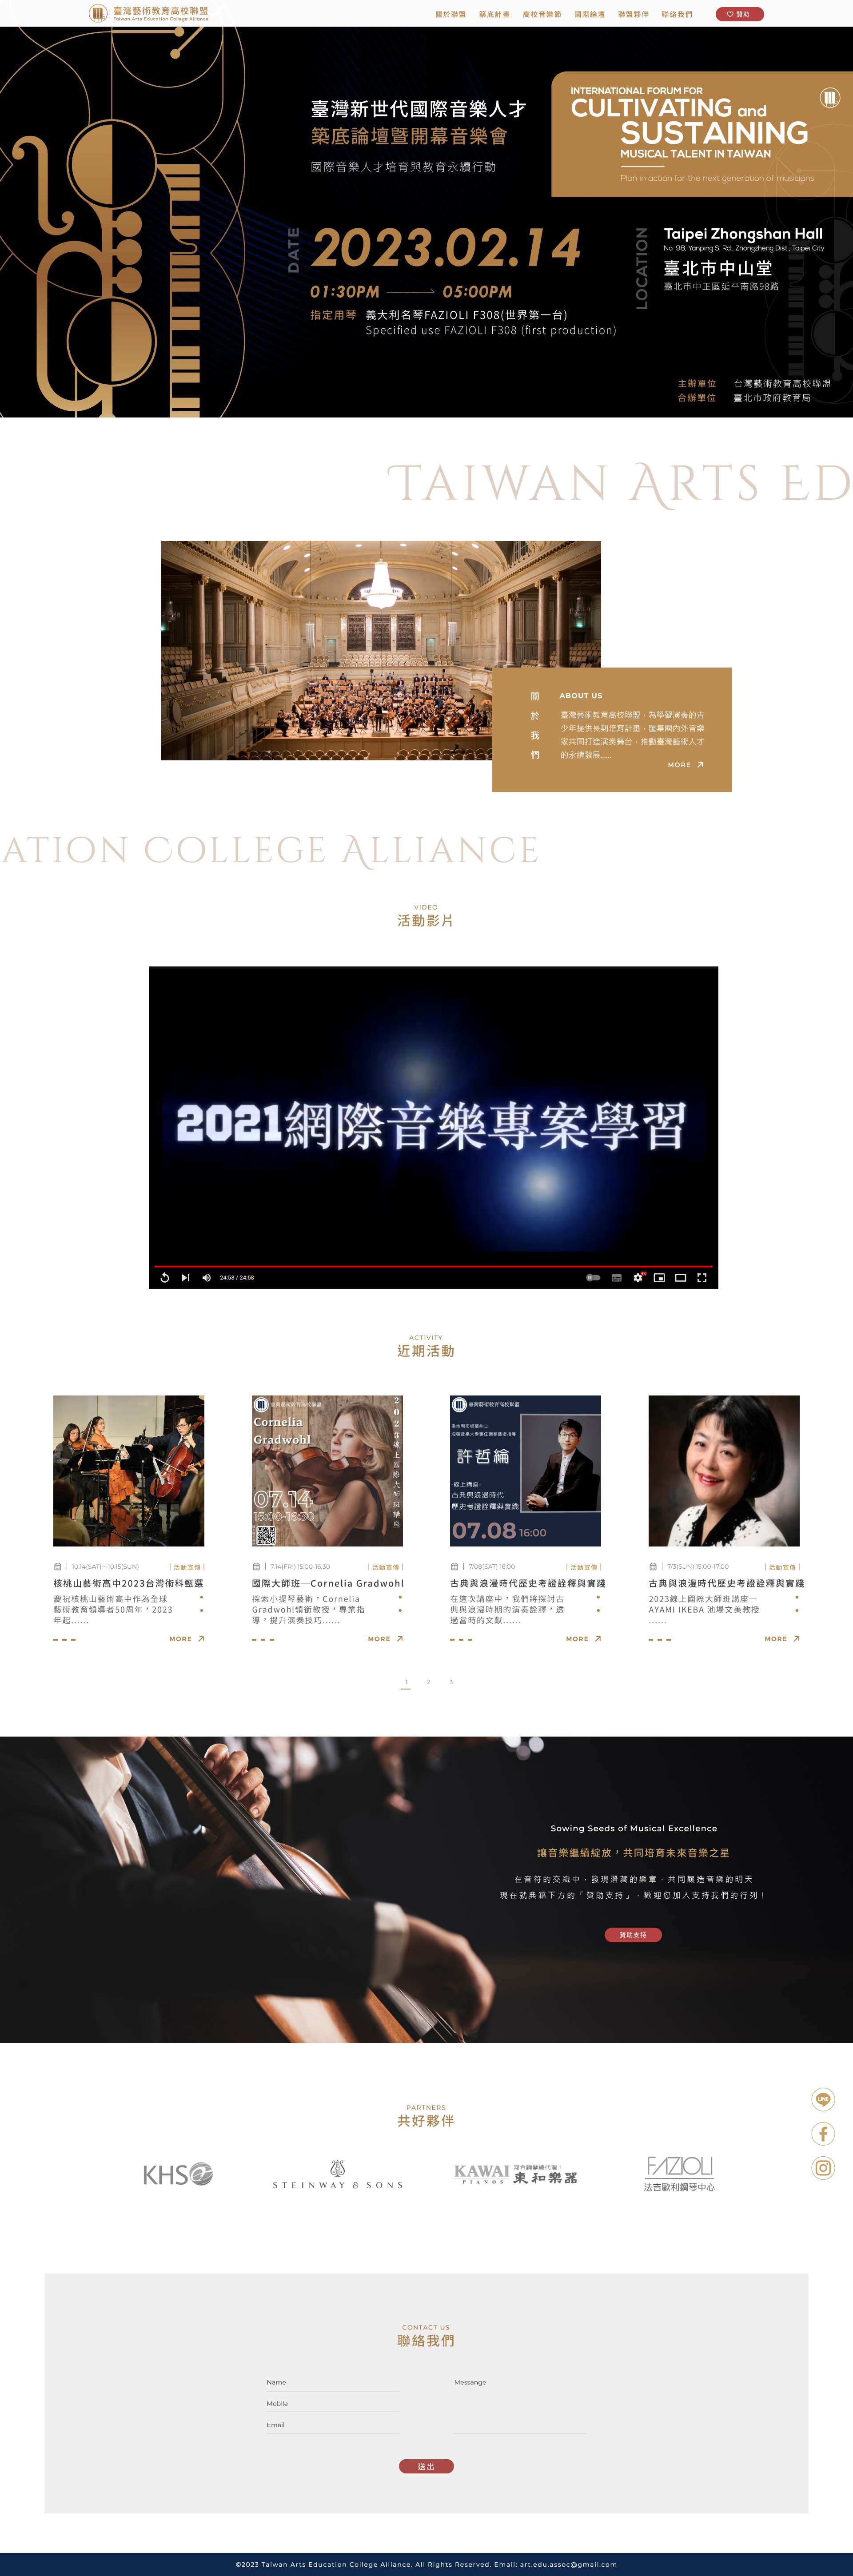 臺灣藝術教育高校聯盟
Taiwan Arts Education College Alliance
關於聯盟 築底計畫 高校音樂節 國際論壇 聯盟夥伴 聯絡我們 贊助
臺灣新世代國際音樂人才
築底論壇暨開幕音樂會
國際音樂人才培育與教育永續行動
INTERNATIONAL FORUM FOR
CULTIVATING and
SUSTAINING
MUSICAL TALENT IN TAIWAN
Plan in action for the next generation of musicians
DATE
2023.02.14
01:30PM 05:00PM
指定用琴 義大利名琴FAZIOLI F308(世界第一台)
Specified use FAZIOLI F308 (first production)
LOCATION
Taipei Zhongshan Hall
No. 98, Yanping S. Rd., Zhongzheng Dist., Taipei City
臺北市中山堂
臺北市中正區延平南路98路
主辦單位 台灣藝術教育高校聯盟
合辦單位 臺北市政府教育局
TAIWAN ARTS ED
關於我們
ABOUT US
臺灣藝術教育高校聯盟，為學習演奏的青
少年提供長期培育計畫，匯集國內外音樂
家共同打造演奏舞台，推動臺灣藝術人才
的永續發展......
MORE
ATION COLLEGE ALLIANCE
VIDEO
活動影片
2021網際音樂專案學習
24:58 / 24:58
ACTIVITY
近期活動
臺灣藝術教育高校聯盟
Cornelia
Gradwohl
2023線上國際大師班講座
07.14
15:00-16:30
臺灣藝術教育高校聯盟
許哲綸
-線上講座-
古典與浪漫時代
歷史考證詮釋與實踐
07.08 16:00
10.14(SAT)~10.15(SUN) 活動宣傳
核桃山藝術高中2023台灣術科甄選
慶祝核桃山藝術高中作為全球
藝術教育領導者50周年，2023
年起......
MORE
7.14(FRI) 15:00-16:30 活動宣傳
國際大師班—Cornelia Gradwohl
探索小提琴藝術，Cornelia
Gradwohl領銜教授，專業指
導，提升演奏技巧......
MORE
7/08(SAT) 16:00 活動宣傳
古典與浪漫時代歷史考證詮釋與實踐
在這次講座中，我們將探討古
典與浪漫時期的演奏詮釋，透
過當時的文獻......
MORE
7/3(SUN) 15:00-17:00 活動宣傳
古典與浪漫時代歷史考證詮釋與實踐
2023線上國際大師班講座—
AYAMI IKEBA 池場文美教授
......
MORE
1 2 3
Sowing Seeds of Musical Excellence
讓音樂繼續綻放，共同培育未來音樂之星
在音符的交織中，發現潛藏的樂章，共同釀造音樂的明天
現在就典籍下方的「贊助支持」，歡迎您加入支持我們的行列！
贊助支持
LINE
PARTNERS
共好夥伴
KHS
STEINWAY & SONS
KAWAI
PIANOS
河合鋼琴總代理．
東和樂器
FAZIOLI
法吉歐利鋼琴中心
CONTACT US
聯絡我們
Name
Mobile
Email
Messange
送出
©2023 Taiwan Arts Education College Alliance. All Rights Reserved. Email: art.edu.assoc@gmail.com